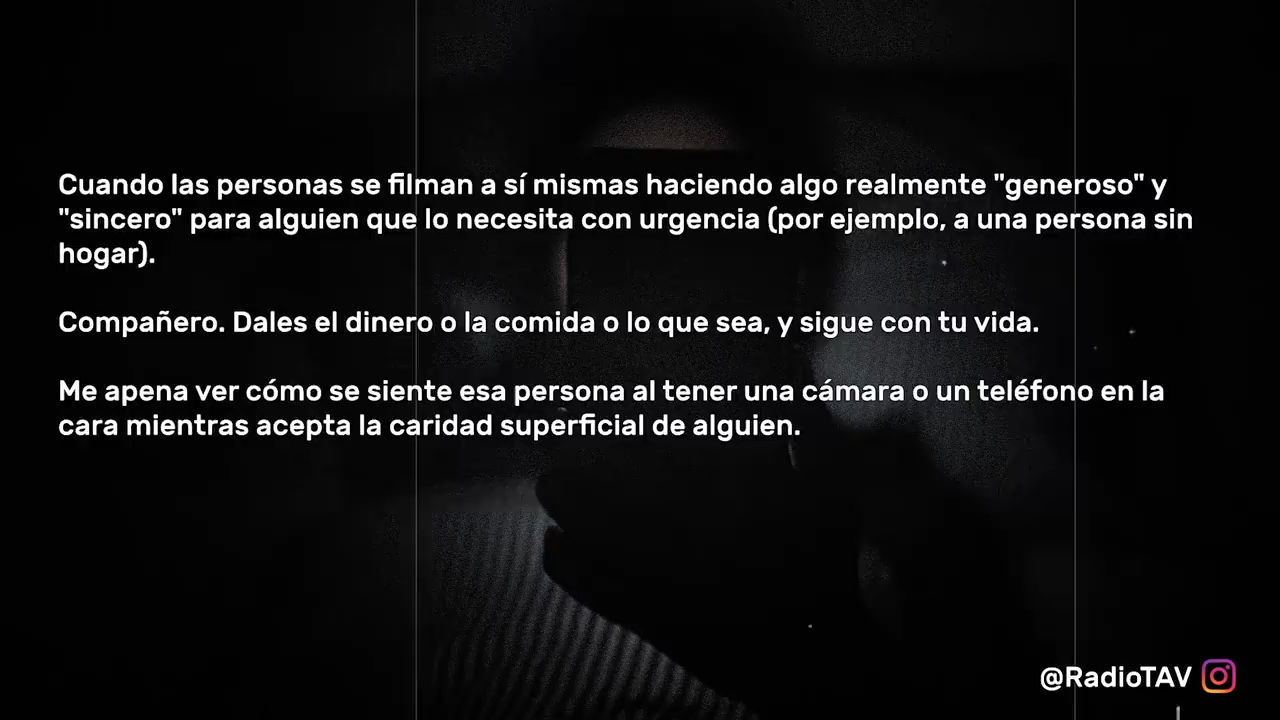 Cuando las personas se filman a sí mismas haciendo algo realmente "generoso" y
"sincero" para alguien que lo necesita con urgencia (por ejemplo, a una persona sin
hogar).
Compañero. Dales el dinero o la comida o lo que sea, y sigue con tu vida.
Me apena ver cómo se siente esa persona al tener una cámara o un teléfono en la
cara mientras acepta la caridad superficial de alguien.
@RadioTAV